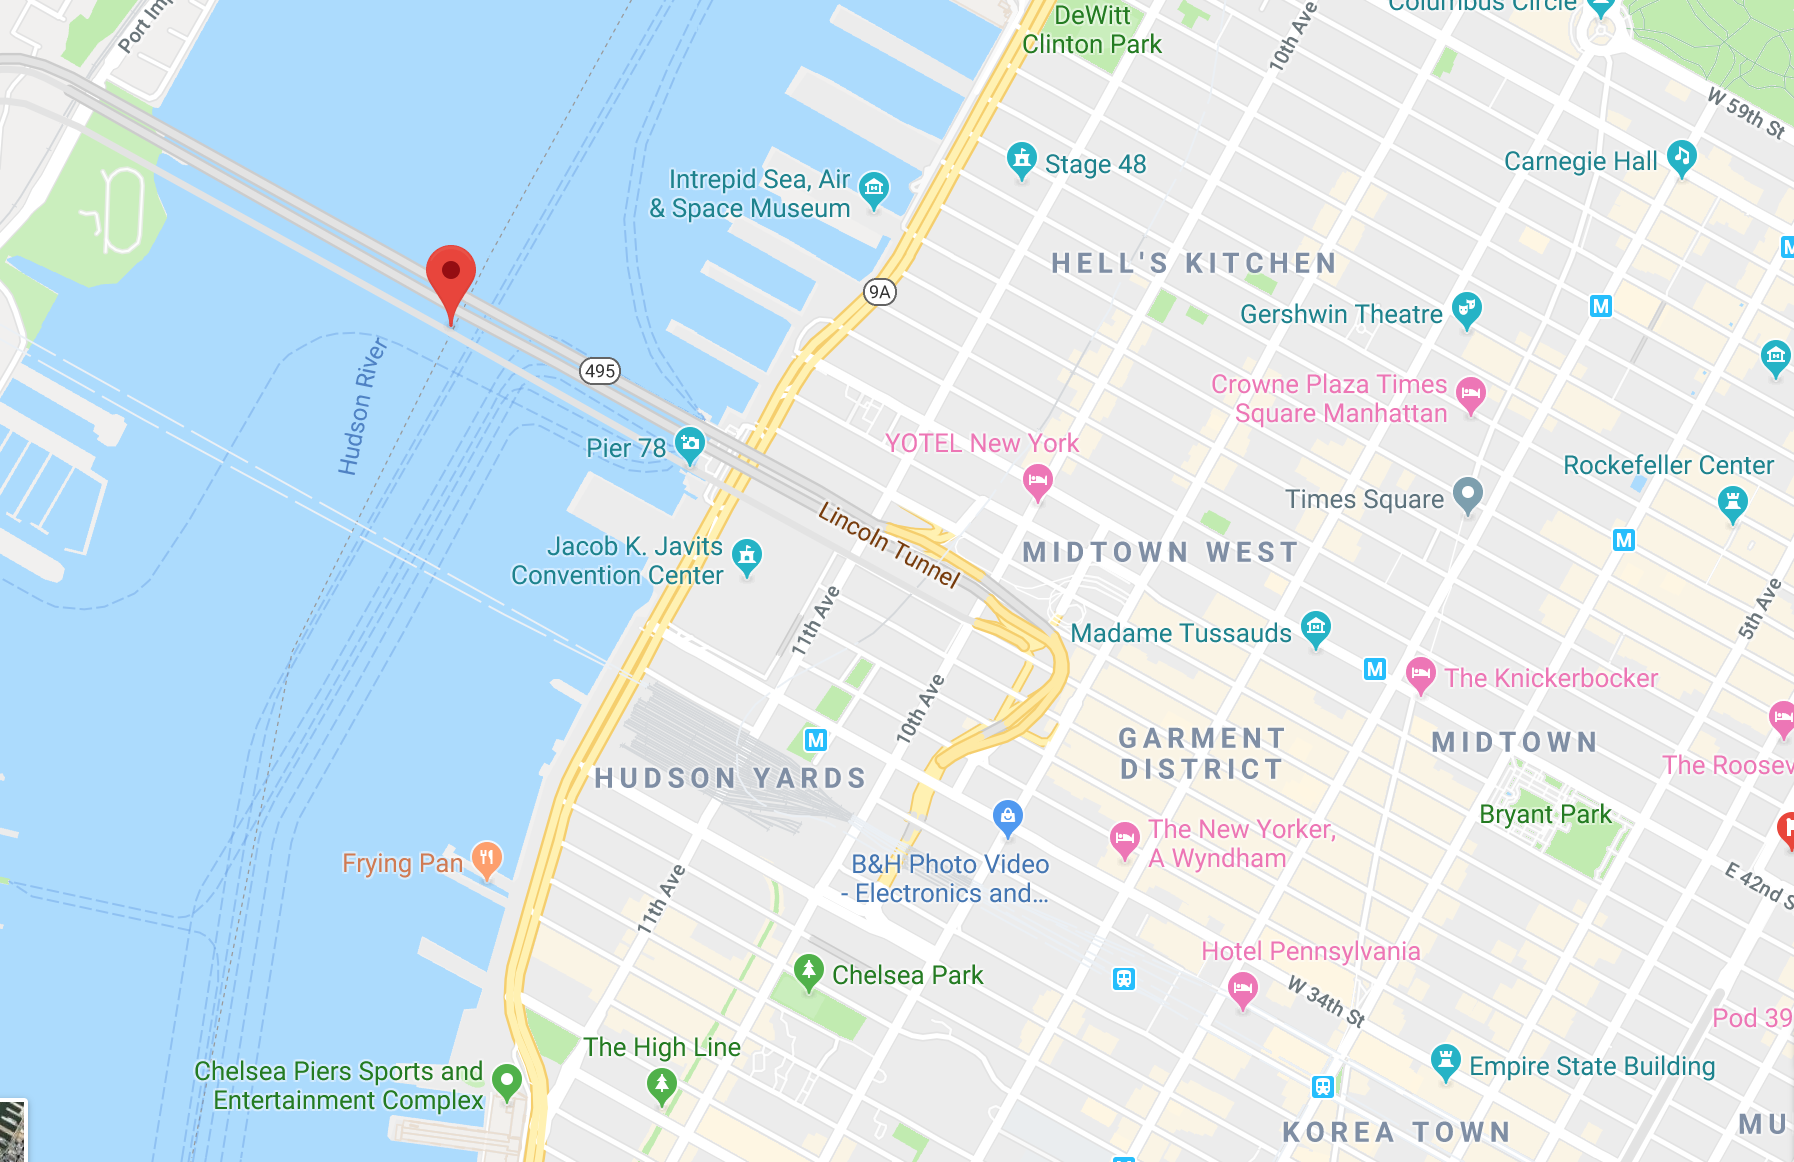 Port Imp
DeWitt
Clinton Park
10th Ave
Columbus Circle
W 59th St
Carnegie Hall
Stage 48
Intrepid Sea, Air
& Space Museum
HELL'S KITCHEN
M
9A
Gershwin Theatre
M
495
Hudson River
Crowne Plaza Times
Square Manhattan
Pier 78
YOTEL New York
Rockefeller Center
Times Square
Lincoln Tunnel
MIDTOWN WEST
M
Jacob K. Javits
Convention Center
11th Ave
5th Ave
Madame Tussauds
M
The Knickerbocker
10th Ave
M
GARMENT
DISTRICT
MIDTOWN
HUDSON YARDS
The Roosev
Bryant Park
The New Yorker,
A Wyndham
Frying Pan
B&H Photo Video
- Electronics and...
E 42nd S
11th Ave
Hotel Pennsylvania
Chelsea Park
W 34th St
Pod 39
The High Line
Chelsea Piers Sports and
Entertainment Complex
Empire State Building
MU
KOREA TOWN